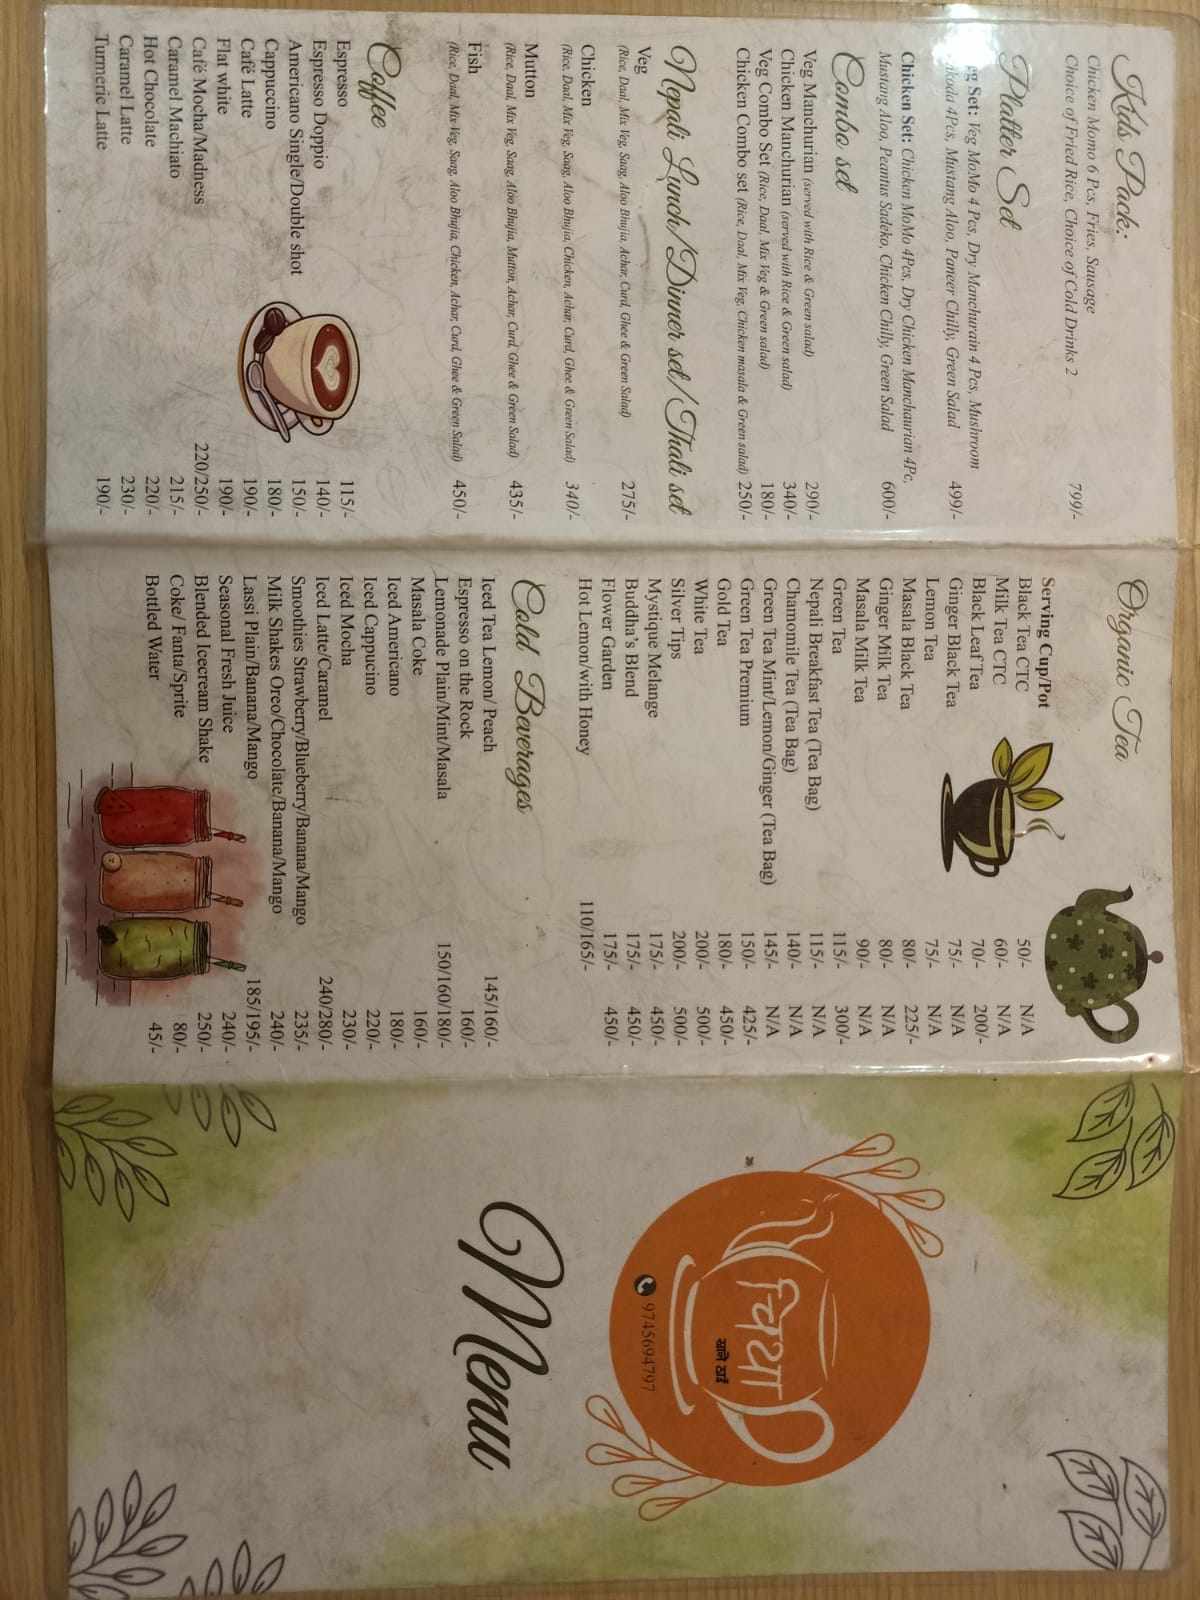 Kids Pack:
Chicken Momo 6 Pcs, Fries, Sausage
Choice of Fried Rice, Choice of Cold Drinks 2 799/-
Platter Set
Set: Veg MoMo 4 Pcs, Dry Manchurain 4 Pcs, Mushroom
4Pcs, Mustang Aloo, Paneer Chilly, Green Salad 499/-
Chicken Set: Chicken MoMo 4Pcs, Dry Chicken Manchaurian 4Pc,
Mustang Aloo, Peantus Sadeko, Chicken Chilly, Green Salad 600/-
Combo set
Veg Manchurian (served with Rice & Green salad) 290/-
Chicken Manchurian (served with Rice & Green salad) 340/-
Veg Combo Set (Rice, Daal, Mix Veg & Green salad) 180/-
Chicken Combo set (Rice, Daal, Mix Veg, Chicken masala & Green salad) 250/-
Nepali Lunch/Dinner set/Thali set
Veg
(Rice, Daal, Mix Veg, Saag, Aloo Bhujia, Achar, Curd, Ghee & Green Salad) 275/-
Chicken
(Rice, Daal, Mix Veg, Saag, Aloo Bhujia, Chicken, Achar, Curd, Ghee & Green Salad) 340/-
Mutton
(Rice, Daal, Mix Veg, Saag, Aloo Bhujia, Mutton, Achar, Curd, Ghee & Green Salad) 435/-
Fish
(Rice, Daal, Mix Veg, Saag, Aloo Bhujia, Chicken, Achar, Curd, Ghee & Green Salad) 450/-
Coffee
Espresso 115/-
Espresso Doppio 140/-
Americano Single/Double shot 150/-
Cappuccino 180/-
Café Latte 190/-
Flat white 190/-
Café Mocha/Madness 220/250/-
Caramel Machiato 215/-
Hot Chocolate 220/-
Caramel Latte 230/-
Turmeric Latte 190/-
Organic Tea
Serving Cup/Pot
Black Tea CTC 50/- N/A
Milk Tea CTC 60/- N/A
Black Leaf Tea 70/- 200/-
Ginger Black Tea 75/- N/A
Lemon Tea 75/- N/A
Masala Black Tea 80/- 225/-
Ginger Milk Tea 80/- N/A
Masala Milk Tea 90/- N/A
Green Tea 115/- 300/-
Nepali Breakfast Tea (Tea Bag) 115/- N/A
Chamomile Tea (Tea Bag) 140/- N/A
Green Tea Mint/Lemon/Ginger (Tea Bag) 145/- N/A
Green Tea Premium 150/- 425/-
Gold Tea 180/- 450/-
White Tea 200/- 500/-
Silver Tips 200/- 500/-
Mystique Melange 175/- 450/-
Buddha's Blend 175/- 450/-
Flower Garden 175/- 450/-
Hot Lemon/with Honey 110/165/-
Cold Beverages
Iced Tea Lemon/ Peach 145/160/-
Espresso on the Rock 160/-
Lemonade Plain/Mint/Masala 150/160/180/-
Masala Coke 160/-
Iced Americano 180/-
Iced Cappucino 220/-
Iced Mocha 230/-
Iced Latte/Caramel 240/280/-
Smoothies Strawberry/Blueberry/Banana/Mango 235/-
Milk Shakes Oreo/Chocolate/Banana/Mango 240/-
Lassi Plain/Banana/Mango 185/195/-
Seasonal Fresh Juice 240/-
Blended Icecream Shake 250/-
Coke/ Fanta/Sprite 80/-
Bottled Water 45/-
चिया
खाने ठाउँ
9745694797
Menu